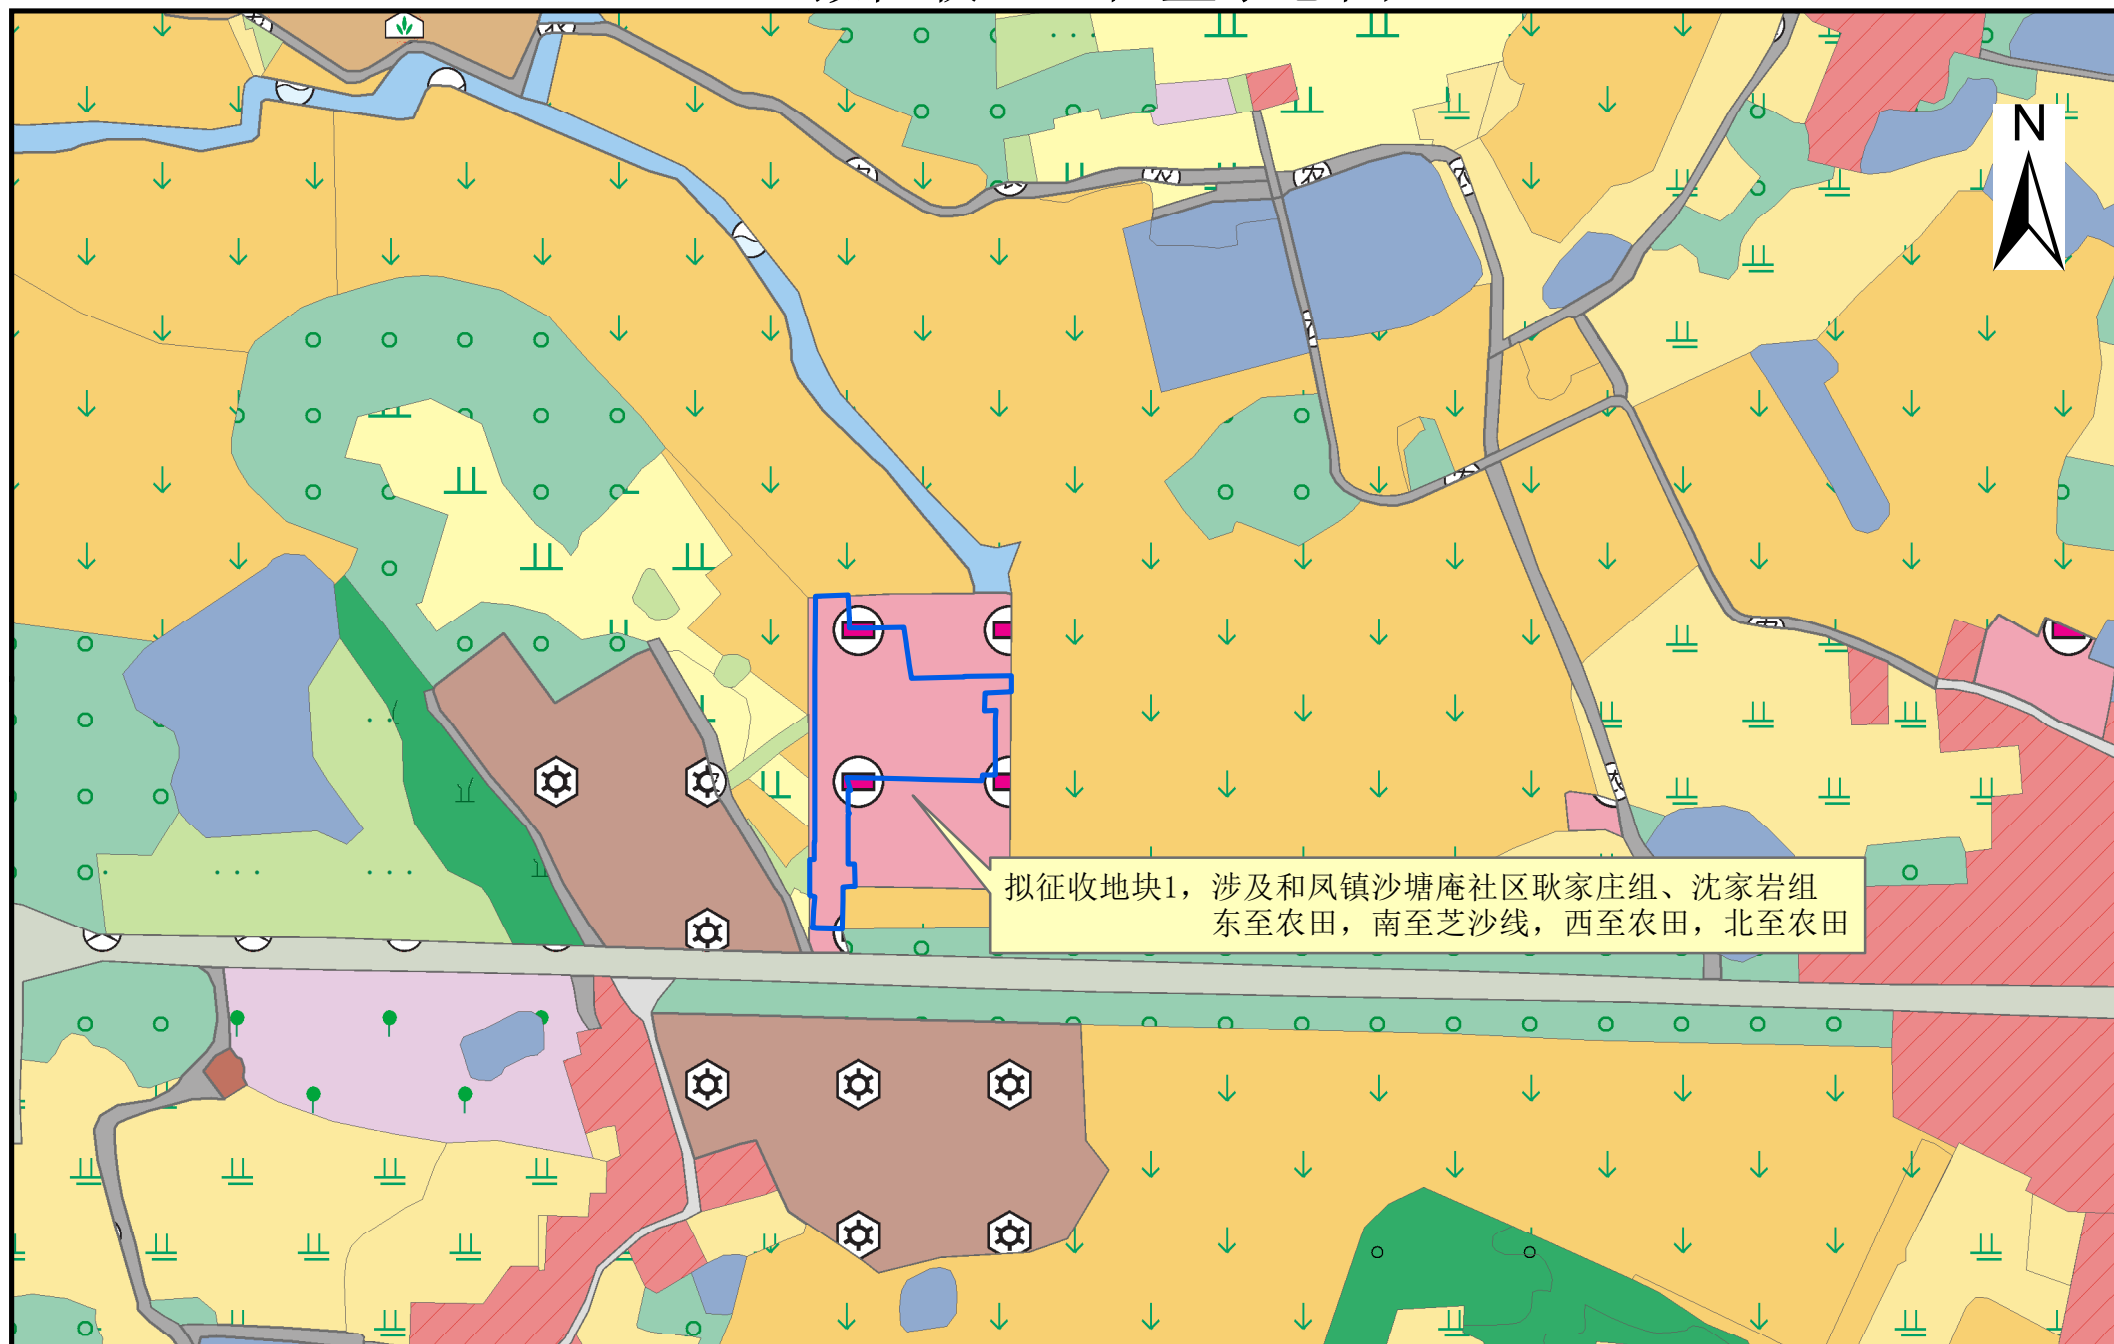 N
拟征收地块1，涉及和凤镇沙塘庵社区耿家庄组、沈家岩组
东至农田，南至芝沙线，西至农田，北至农田